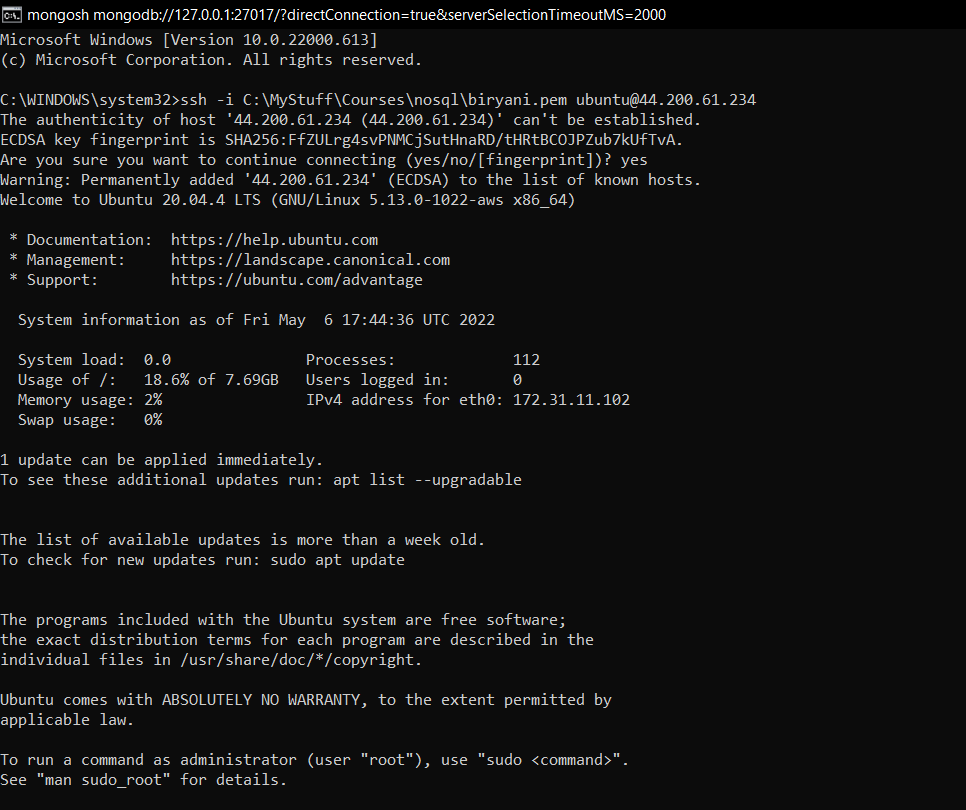 mongosh mongodb://127.0.0.1:27017/?directConnection=true&serverSelectionTimeoutMS=2000
Microsoft Windows [Version 10.0.22000.613]
(c) Microsoft Corporation. All rights reserved.
C:\WINDOWS\system32>ssh -i C:\MyStuff\Courses\nosql\biryani.pem ubuntu@44.200.61.234
The authenticity of host '44.200.61.234 (44.200.61.234)' can't be established.
ECDSA key fingerprint is SHA256:FfZULrg4svPNMCjSutHnaRD/tHRtBCOJPZub7kUfTvA.
Are you sure you want to continue connecting (yes/no/[fingerprint])? yes
Warning: Permanently added '44.200.61.234' (ECDSA) to the list of known hosts.
Welcome to Ubuntu 20.04.4 LTS (GNU/Linux 5.13.0-1022-aws x86_64)
* Documentation:  https://help.ubuntu.com
* Management:     https://landscape.canonical.com
* Support:        https://ubuntu.com/advantage
System information as of Fri May  6 17:44:36 UTC 2022
System load:  0.0               Processes:             112
Usage of /:   18.6% of 7.69GB   Users logged in:       0
Memory usage: 2%                IPv4 address for eth0: 172.31.11.102
Swap usage:   0%
1 update can be applied immediately.
To see these additional updates run: apt list --upgradable
The list of available updates is more than a week old.
To check for new updates run: sudo apt update
The programs included with the Ubuntu system are free software;
the exact distribution terms for each program are described in the
individual files in /usr/share/doc/*/copyright.
Ubuntu comes with ABSOLUTELY NO WARRANTY, to the extent permitted by
applicable law.
To run a command as administrator (user "root"), use "sudo <command>".
See "man sudo_root" for details.